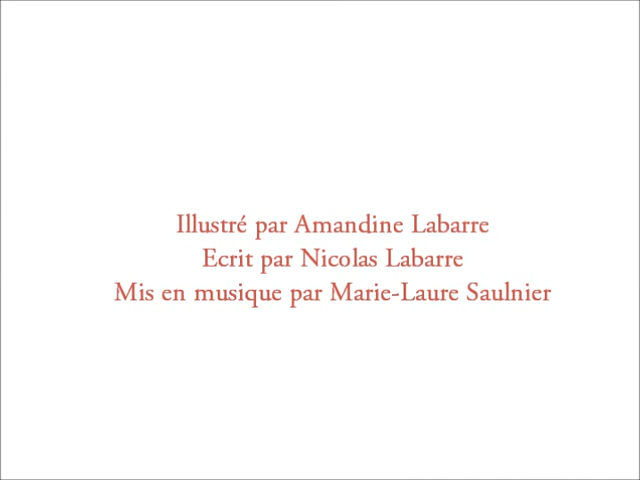 Illustré par Amandine Labarre
Ecrit par Nicolas Labarre
Mis en musique par Marie-Laure Saulnier